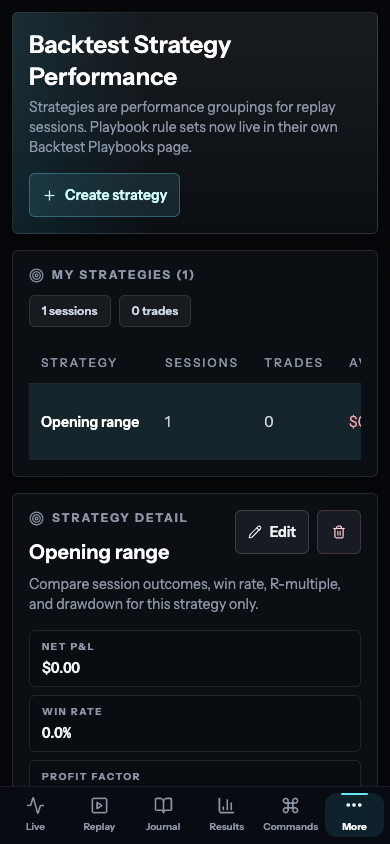 Backtest Strategy
Performance
Strategies are performance groupings for replay
sessions. Playbook rule sets now live in their own
Backtest Playbooks page.
+ Create strategy
MY STRATEGIES (1)
1 sessions 0 trades
STRATEGY SESSIONS TRADES
Opening range 1 0
STRATEGY DETAIL
Edit
Opening range
Compare session outcomes, win rate, R-multiple,
and drawdown for this strategy only.
NET P&L
$0.00
WIN RATE
0.0%
PROFIT FACTOR
Live Replay Journal Results Commands More